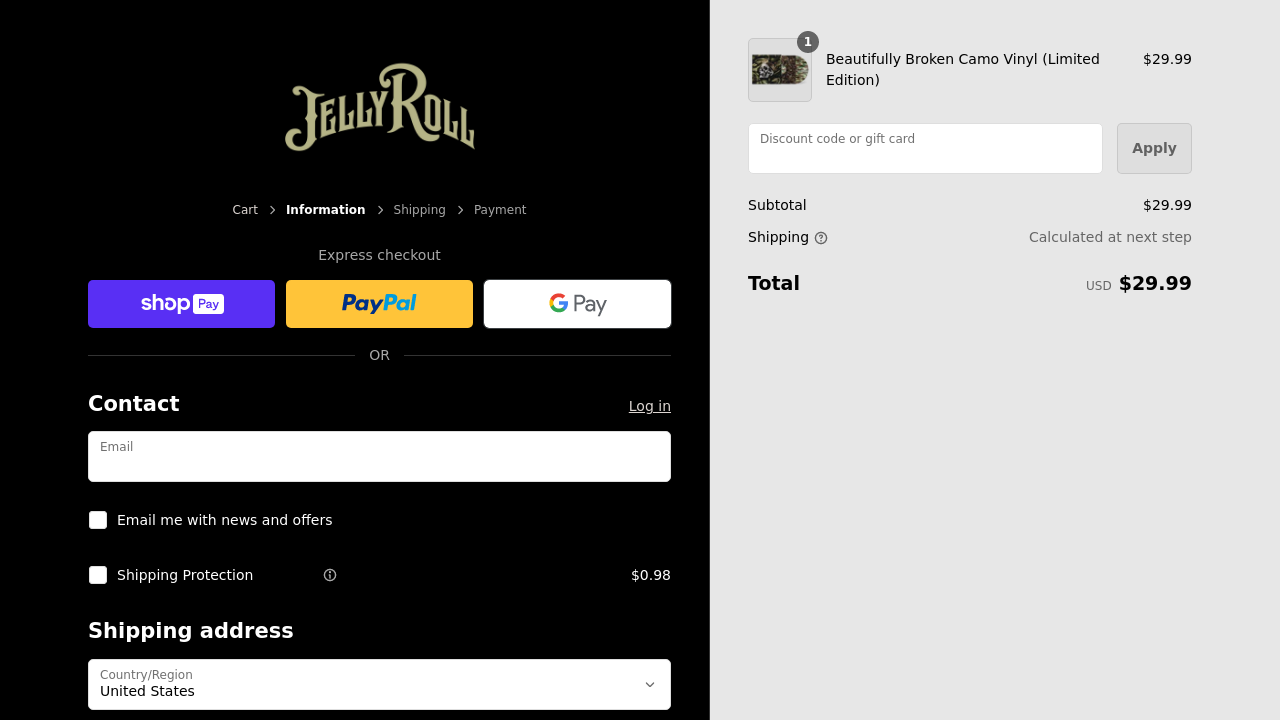 JELLY ROLL
Cart
Information
Shipping
Payment
Express checkout
shop Pay
PayPal
G Pay
OR
Contact
Log in
Email
Email me with news and offers
Shipping Protection
$0.98
Shipping address
Country/Region
United States
1
Beautifully Broken Camo Vinyl (Limited
Edition)
$29.99
Discount code or gift card
Apply
Subtotal
$29.99
Shipping
Calculated at next step
Total
USD $29.99